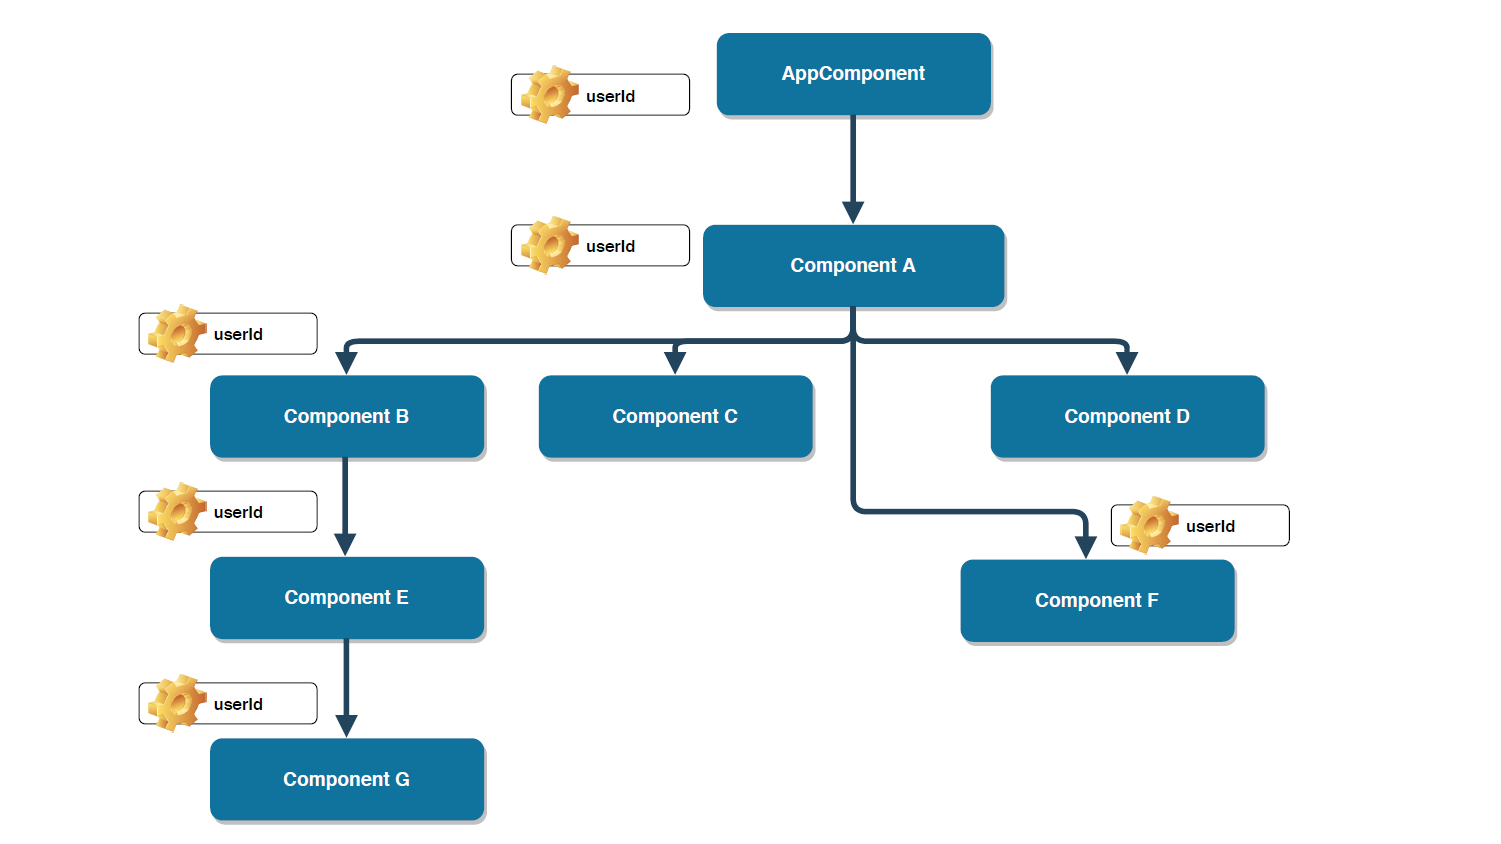 AppComponent
userId
userId
Component A
userId
Component B
Component C
Component D
userId
userId
Component E
Component F
userId
Component G